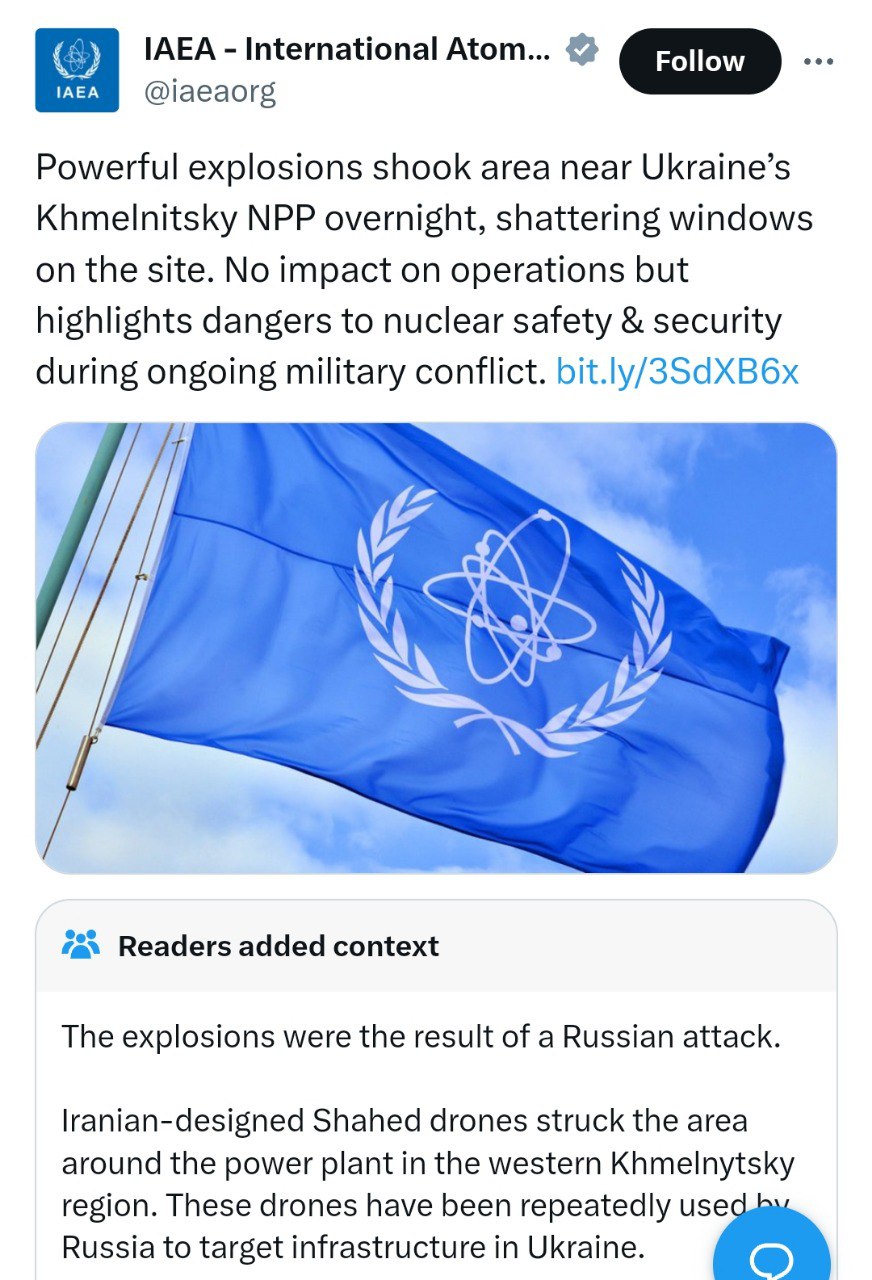 IAEA - International Atom...
Follow
IAEA
@iaeaorg
Powerful explosions shook area near Ukraine’s
Khmelnitsky NPP overnight, shattering windows
on the site. No impact on operations but
highlights dangers to nuclear safety & security
during ongoing military conflict. bit.ly/3SdXB6x
Readers added context
The explosions were the result of a Russian attack.
Iranian-designed Shahed drones struck the area
around the power plant in the western Khmelnytsky
region. These drones have been repeatedly used by
Russia to target infrastructure in Ukraine.